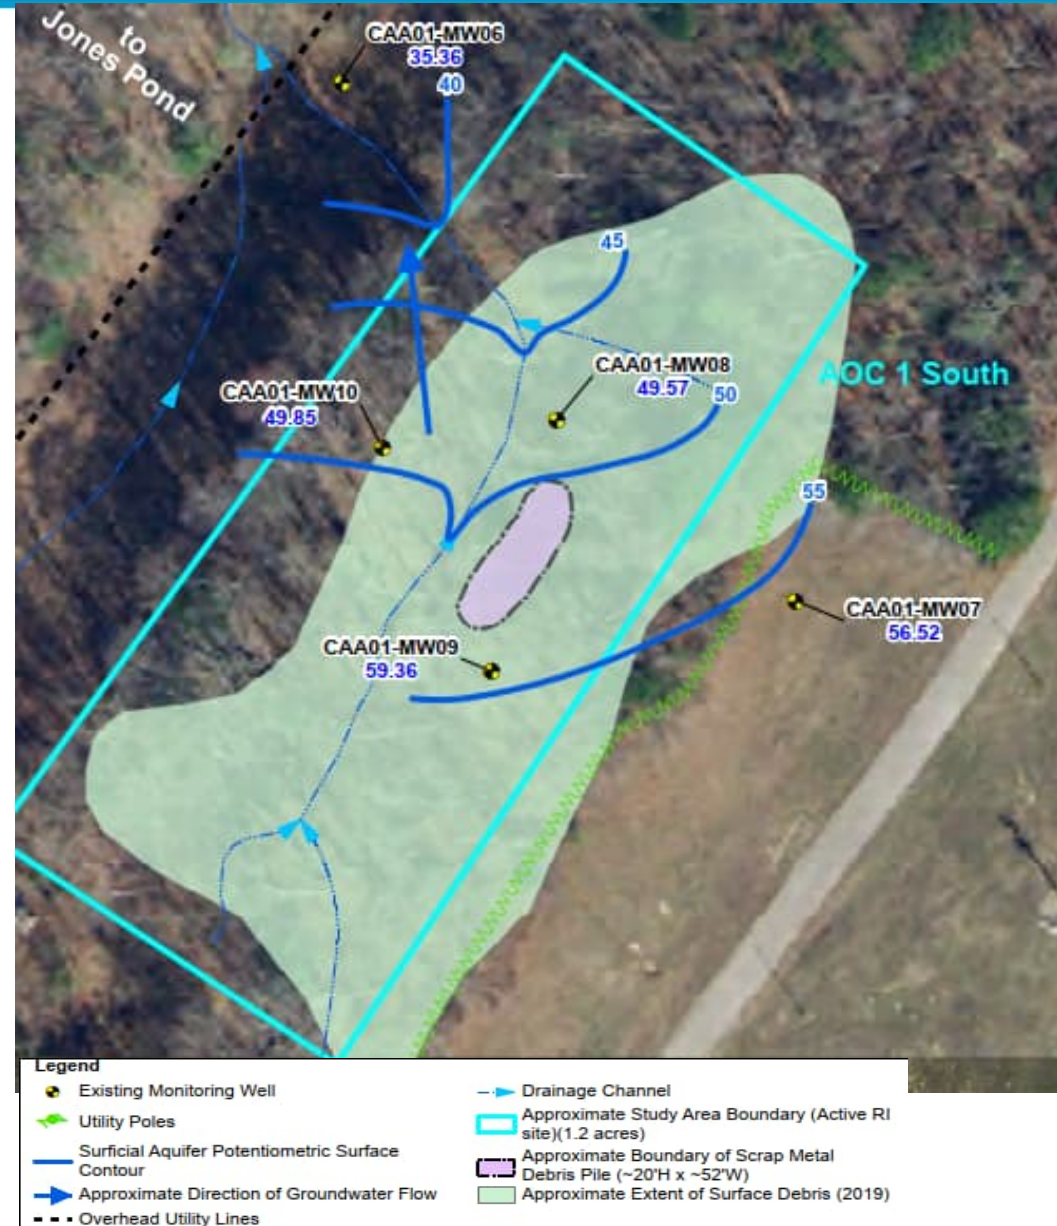 to
Jones Pond
CAA01-MW06
35.36
40
45
CAA01-MW08
49.57
50
AOC 1 South
CAA01-MW10
49.85
55
CAA01-MW07
56.52
CAA01-MW09
59.36
Legend
Existing Monitoring Well
Utility Poles
Surficial Aquifer Potentiometric Surface
Contour
Approximate Direction of Groundwater Flow
Overhead Utility Lines
Drainage Channel
Approximate Study Area Boundary (Active RI
site)(1.2 acres)
Approximate Boundary of Scrap Metal
Debris Pile (~20'H x ~52'W)
Approximate Extent of Surface Debris (2019)